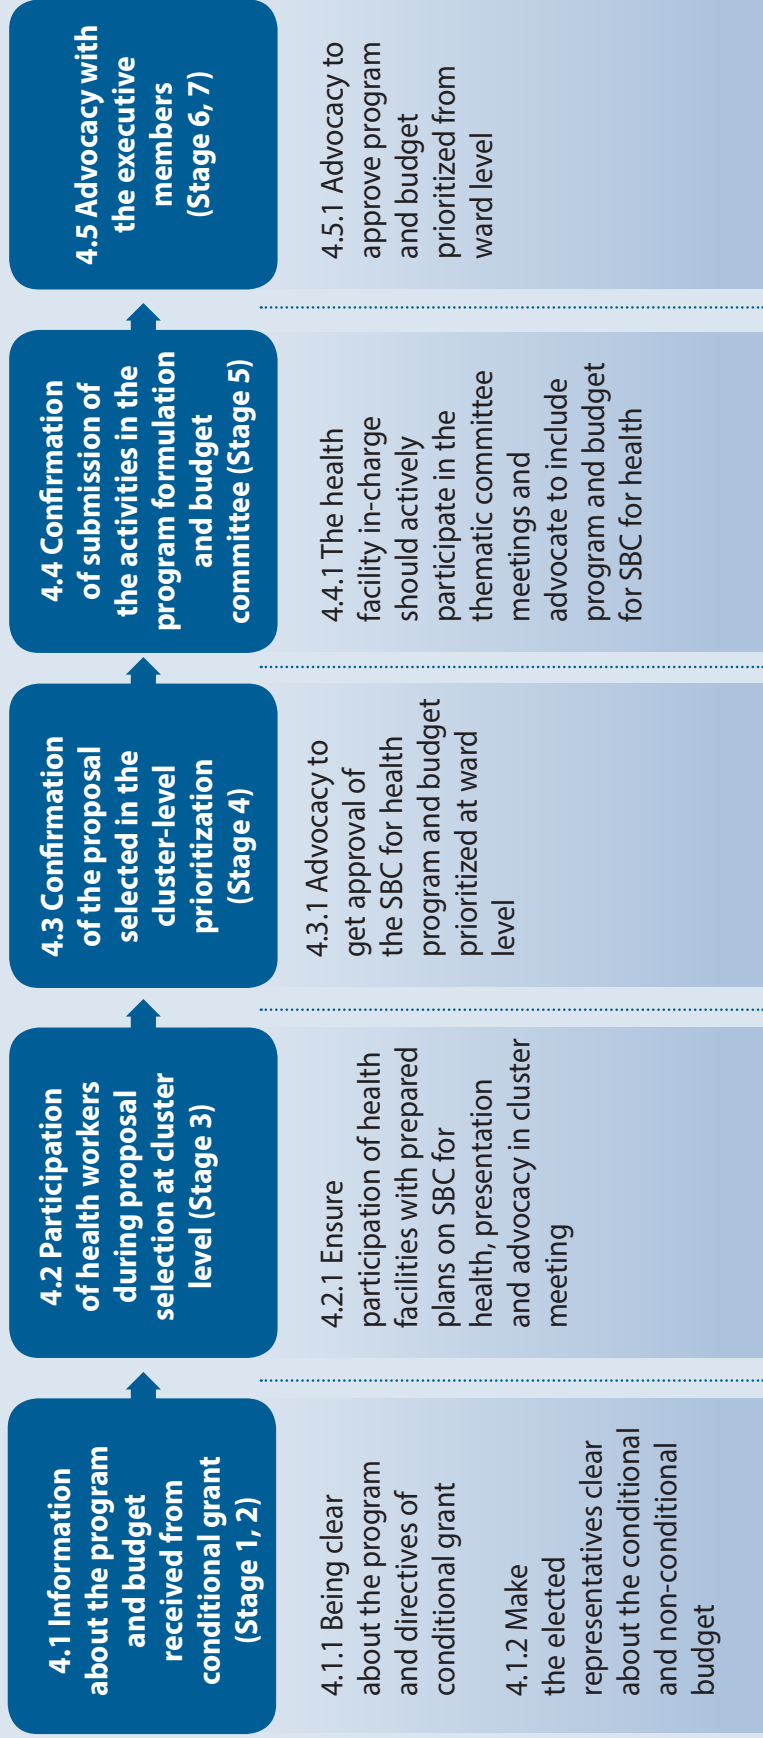 4.1 Information
about the program
and budget
received from
conditional grant
(Stage 1, 2)
4.1.1 Being clear
about the program
and directives of
conditional grant
4.1.2 Make
the elected
representatives clear
about the conditional
and non-conditional
budget
4.2 Participation
of health workers
during proposal
selection at cluster
level (Stage 3)
4.2.1 Ensure
participation of health
facilities with prepared
plans on SBC for
health, presentation
and advocacy in cluster
meeting
4.3 Confirmation
of the proposal
selected in the
cluster-level
prioritization
(Stage 4)
4.3.1 Advocacy to
get approval of
the SBC for health
program and budget
prioritized at ward
level
4.4 Confirmation
of submission of
the activities in the
program formulation
and budget
committee (Stage 5)
4.4.1 The health
facility in-charge
should actively
participate in the
thematic committee
meetings and
advocate to include
program and budget
for SBC for health
4.5 Advocacy with
the executive
members
(Stage 6, 7)
4.5.1 Advocacy to
approve program
and budget
prioritized from
ward level